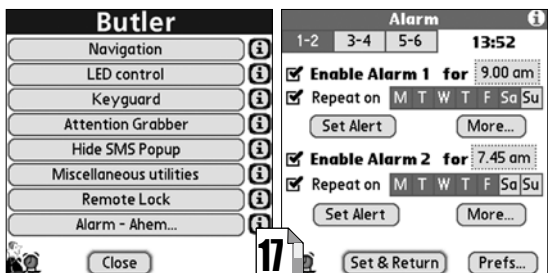 Butler
Navigation
LED control
Keyguard
Attention Grabber
Hide SMS Popup
Miscellaneous utilities
Remote Lock
Alarm - Ahem...
Close
17
Alarm
1-2 3-4 5-6 13:52
Enable Alarm 1 for 9.00 am
Repeat on M T W T F Sa Su
Set Alert More...
Enable Alarm 2 for 7.45 am
Repeat on M T W T F Sa Su
Set Alert More...
Set & Return Prefs...